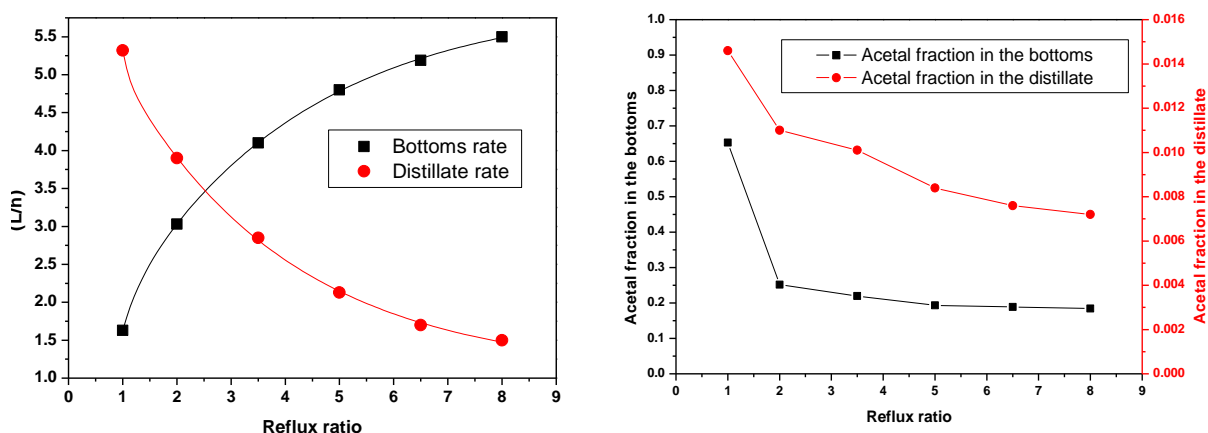 5.5
5.0
4.5
4.0
3.5
3.0
2.5
2.0
1.5
1.0
(L/h)
0 1 2 3 4 5 6 7 8 9
Reflux ratio
Bottoms rate
Distillate rate
1.0
0.9
0.8
0.7
0.6
0.5
0.4
0.3
0.2
0.1
0.0
Acetal fraction in the bottoms
0 1 2 3 4 5 6 7 8 9
Reflux ratio
Acetal fraction in the bottoms
Acetal fraction in the distillate
0.016
0.014
0.012
0.010
0.008
0.006
0.004
0.002
0.000
Acetal fraction in the distillate